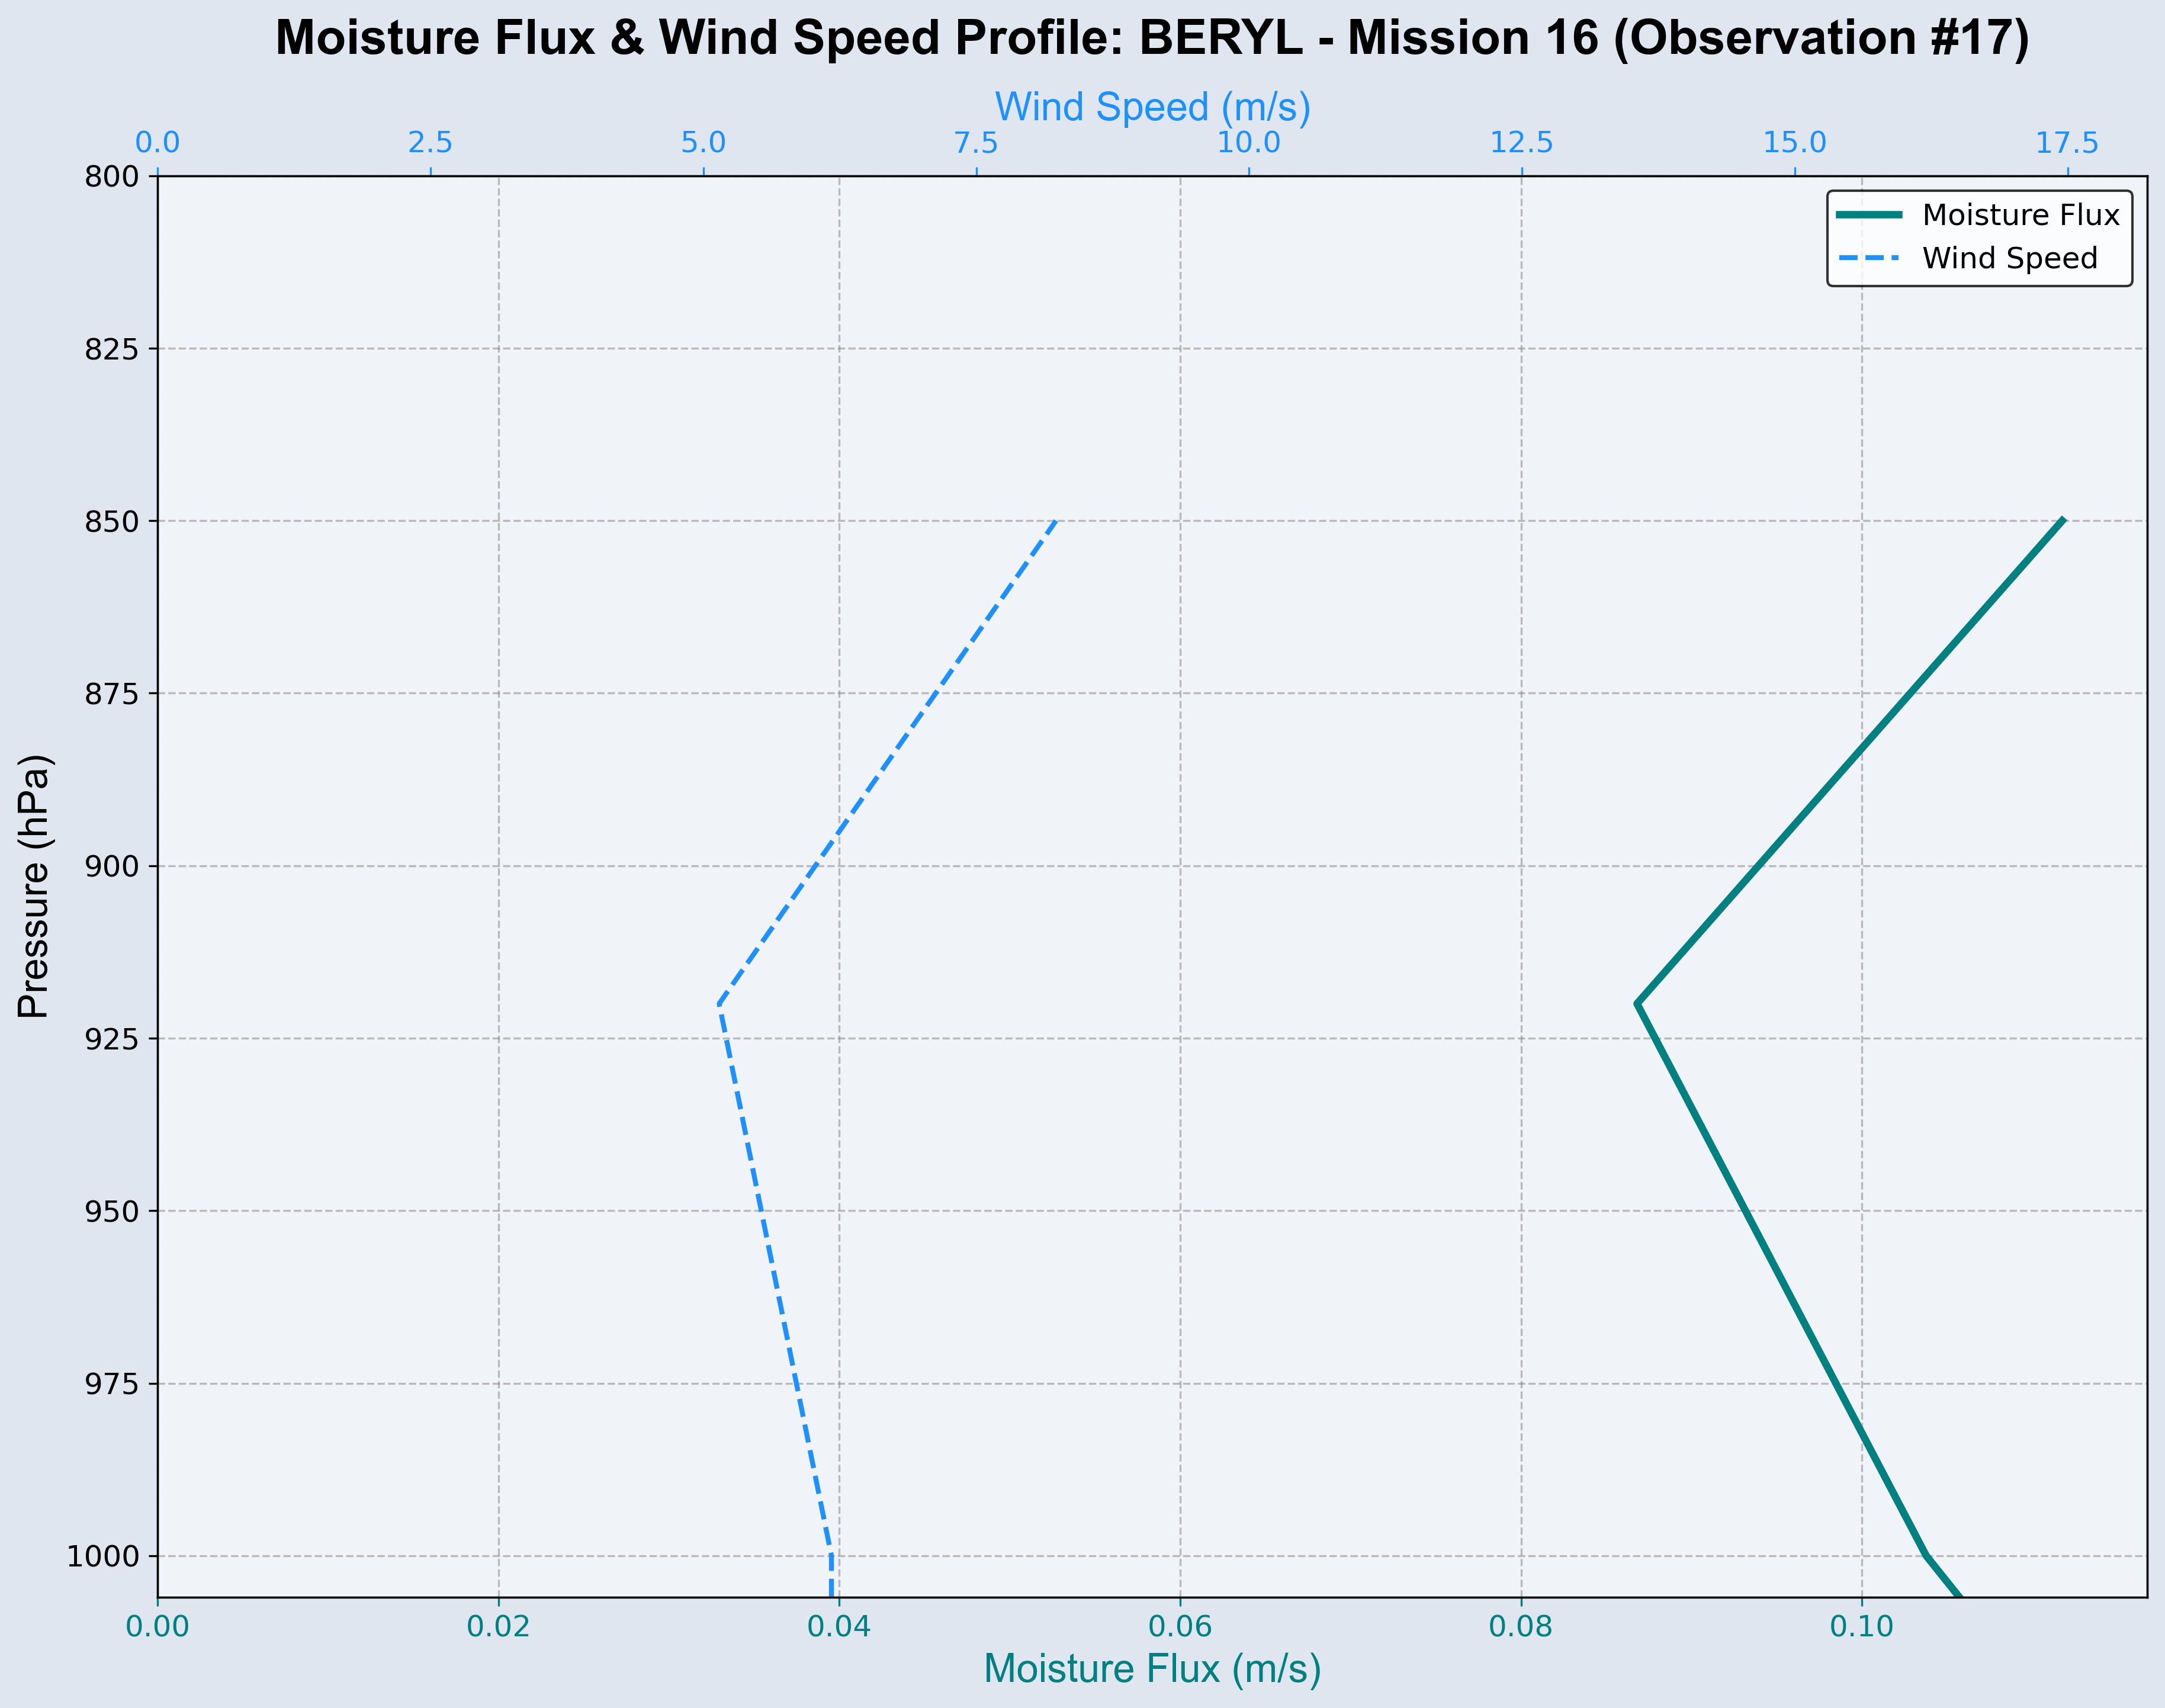 Moisture Flux & Wind Speed Profile: BERYL - Mission 16 (Observation #17)
Wind Speed (m/s)
0.0 2.5 5.0 7.5 10.0 12.5 15.0 17.5
Moisture Flux
Wind Speed
Pressure (hPa)
800
825
850
875
900
925
950
975
1000
0.00 0.02 0.04 0.06 0.08 0.10
Moisture Flux (m/s)